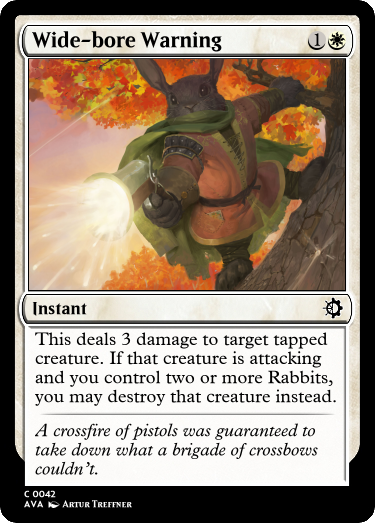 Wide-bore Warning 1
Instant
This deals 3 damage to target tapped
creature. If that creature is attacking
and you control two or more Rabbits,
you may destroy that creature instead.
A crossfire of pistols was guaranteed to
take down what a brigade of crossbows
couldn't.
C 0042
AVA Artur Treffner